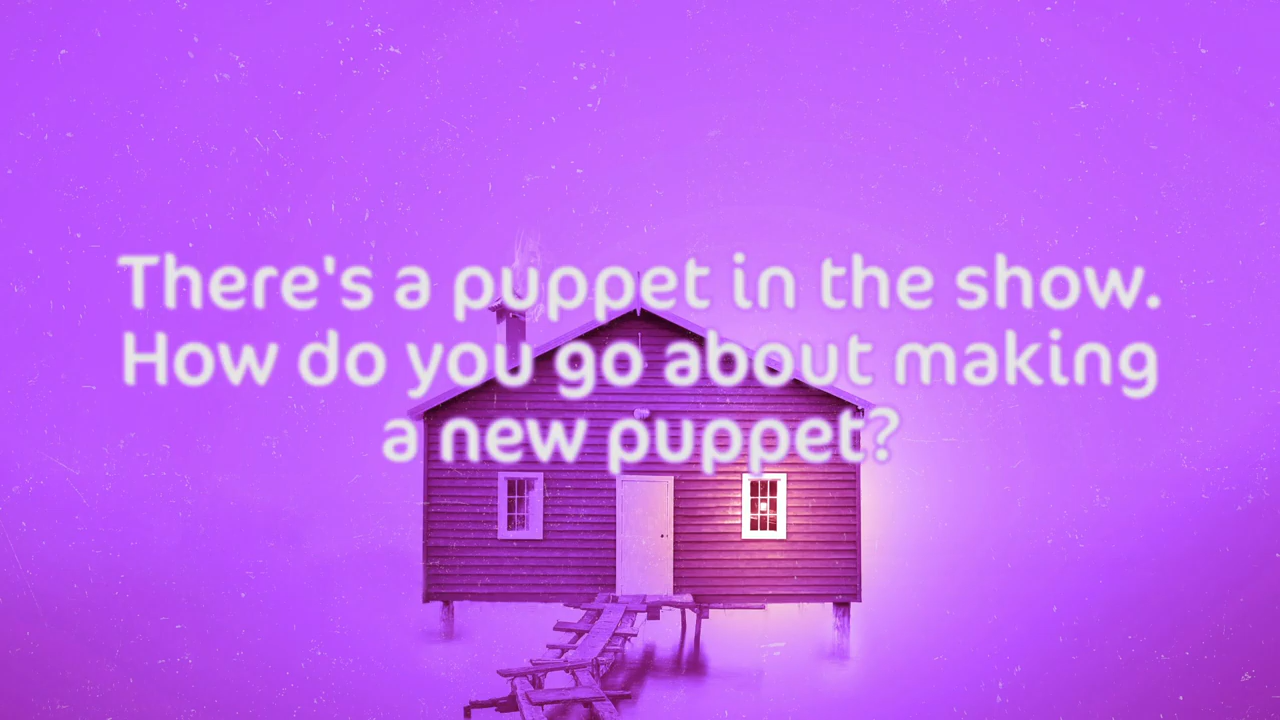 There's a puppet in the show.
How do you go about making
a new puppet?